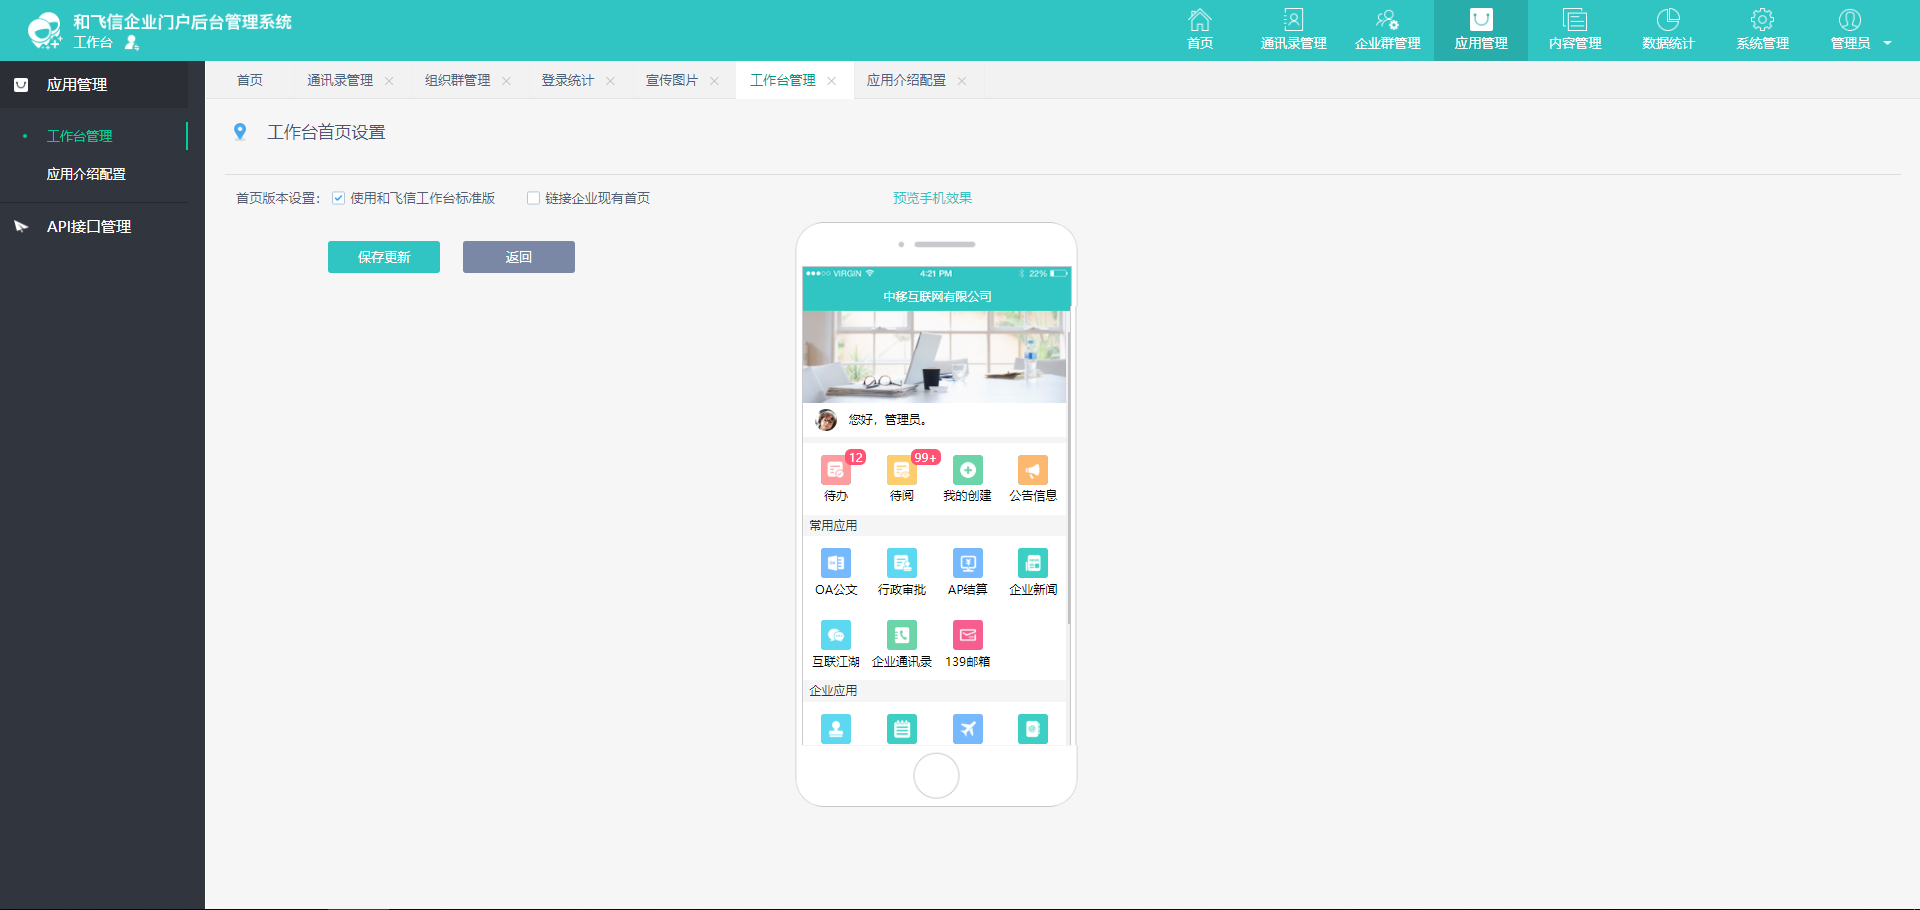 和飞信企业门户后台管理系统
工作台
首页 通讯录管理 企业群管理 应用管理 内容管理 数据统计 系统管理 管理员
应用管理
工作台管理
应用介绍配置
API接口管理
首页 通讯录管理 组织群管理 登录统计 宣传图片 工作台管理 应用介绍配置
工作台首页设置
首页版本设置： 使用和飞信工作台标准版 链接企业现有首页
保存更新 返回
预览手机效果
VIRGIN 4:21 PM 22%
中移互联网有限公司
您好，管理员。
12 99+
待办 待阅 我的创建 公告信息
常用应用
OA公文 行政审批 AP结算 企业新闻
互联江湖 企业通讯录 139邮箱
企业应用